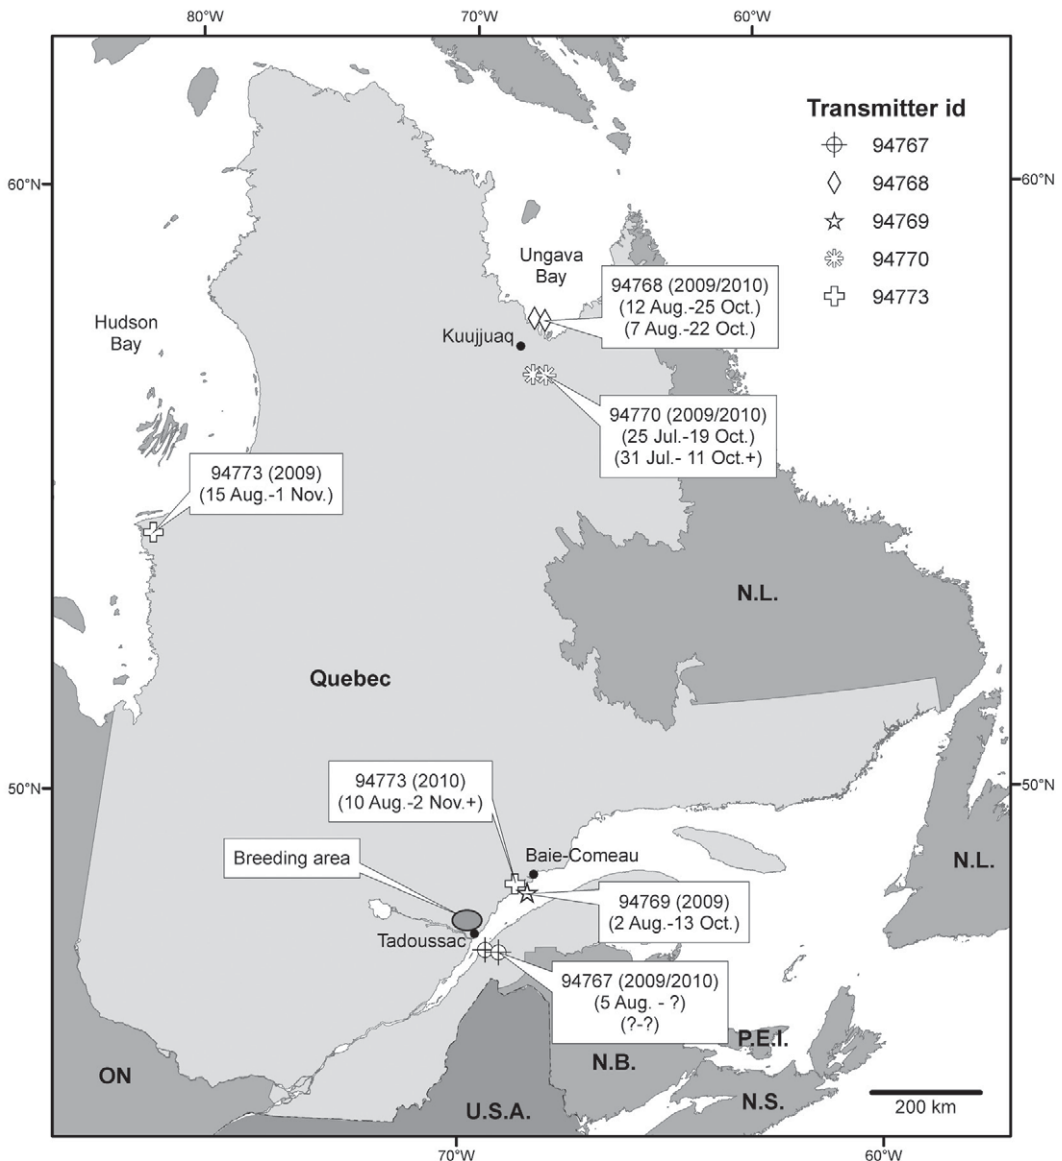 80°W
70°W
60°W
Transmitter id
94767
94768
94769
94770
94773
60°N
60°N
Ungava
Bay
94768 (2009/2010)
(12 Aug.-25 Oct.)
(7 Aug.-22 Oct.)
Hudson
Bay
Kuujjuaq
94770 (2009/2010)
(25 Jul.-19 Oct.)
(31 Jul.- 11 Oct.+)
94773 (2009)
(15 Aug.-1 Nov.)
N.L.
Quebec
50°N
50°N
94773 (2010)
(10 Aug.-2 Nov.+)
Breeding area
Baie-Comeau
N.L.
94769 (2009)
(2 Aug.-13 Oct.)
Tadoussac
94767 (2009/2010)
(5 Aug. - ?)
(?-?)
P.E.I.
N.B.
ON
N.S.
U.S.A.
200 km
70°W
60°W